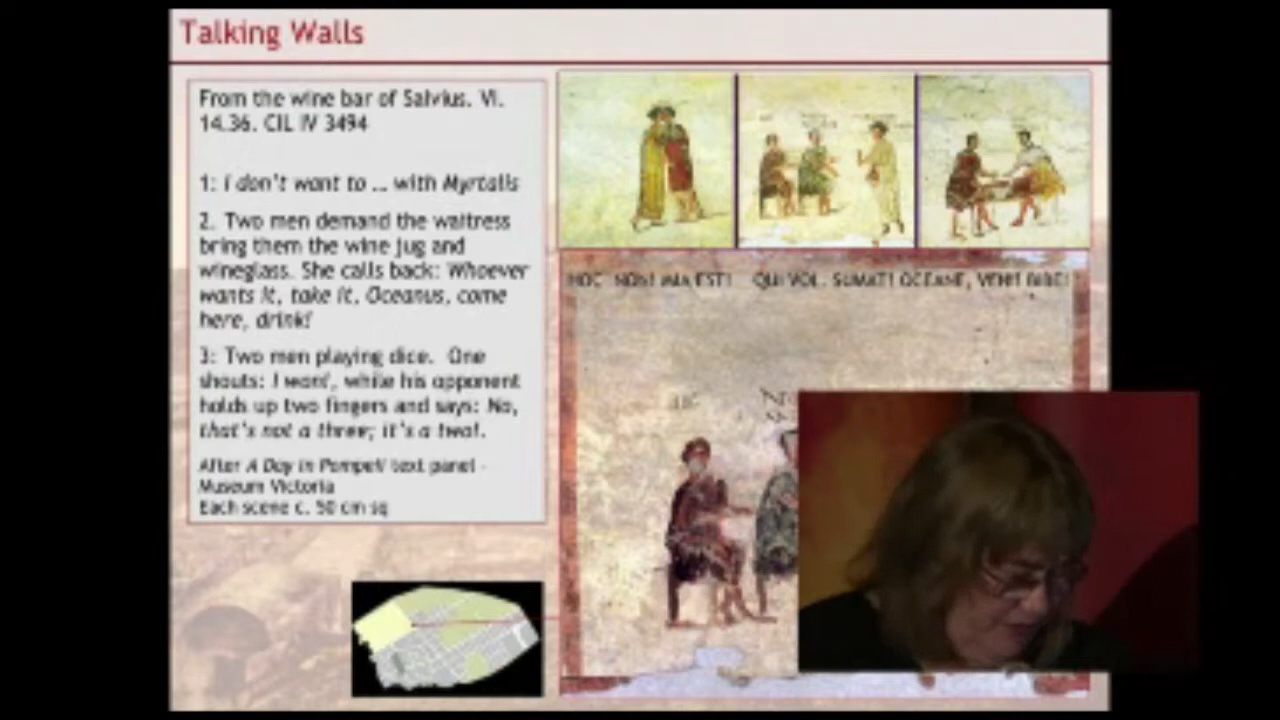 Talking Walls
From the wine bar of Salvius. VI.
14.36. CIL IV 3494
1: I don't want to … with Myrtalis
2. Two men demand the waitress
bring them the wine jug and
wineglass. She calls back: Whoever
wants it, take it, Oceanus, come
here, drink!
3: Two men playing dice. One
shouts: I won!, while his opponent
holds up two fingers and says: No,
that's not a three; it's a two!.
After A Day in Pompeii text panel -
Museum Victoria
Each scene c. 50 cm sq
HOC NON! MIA EST! QUI VOL. SUMAT! OCEANE, VENI! BIBE!